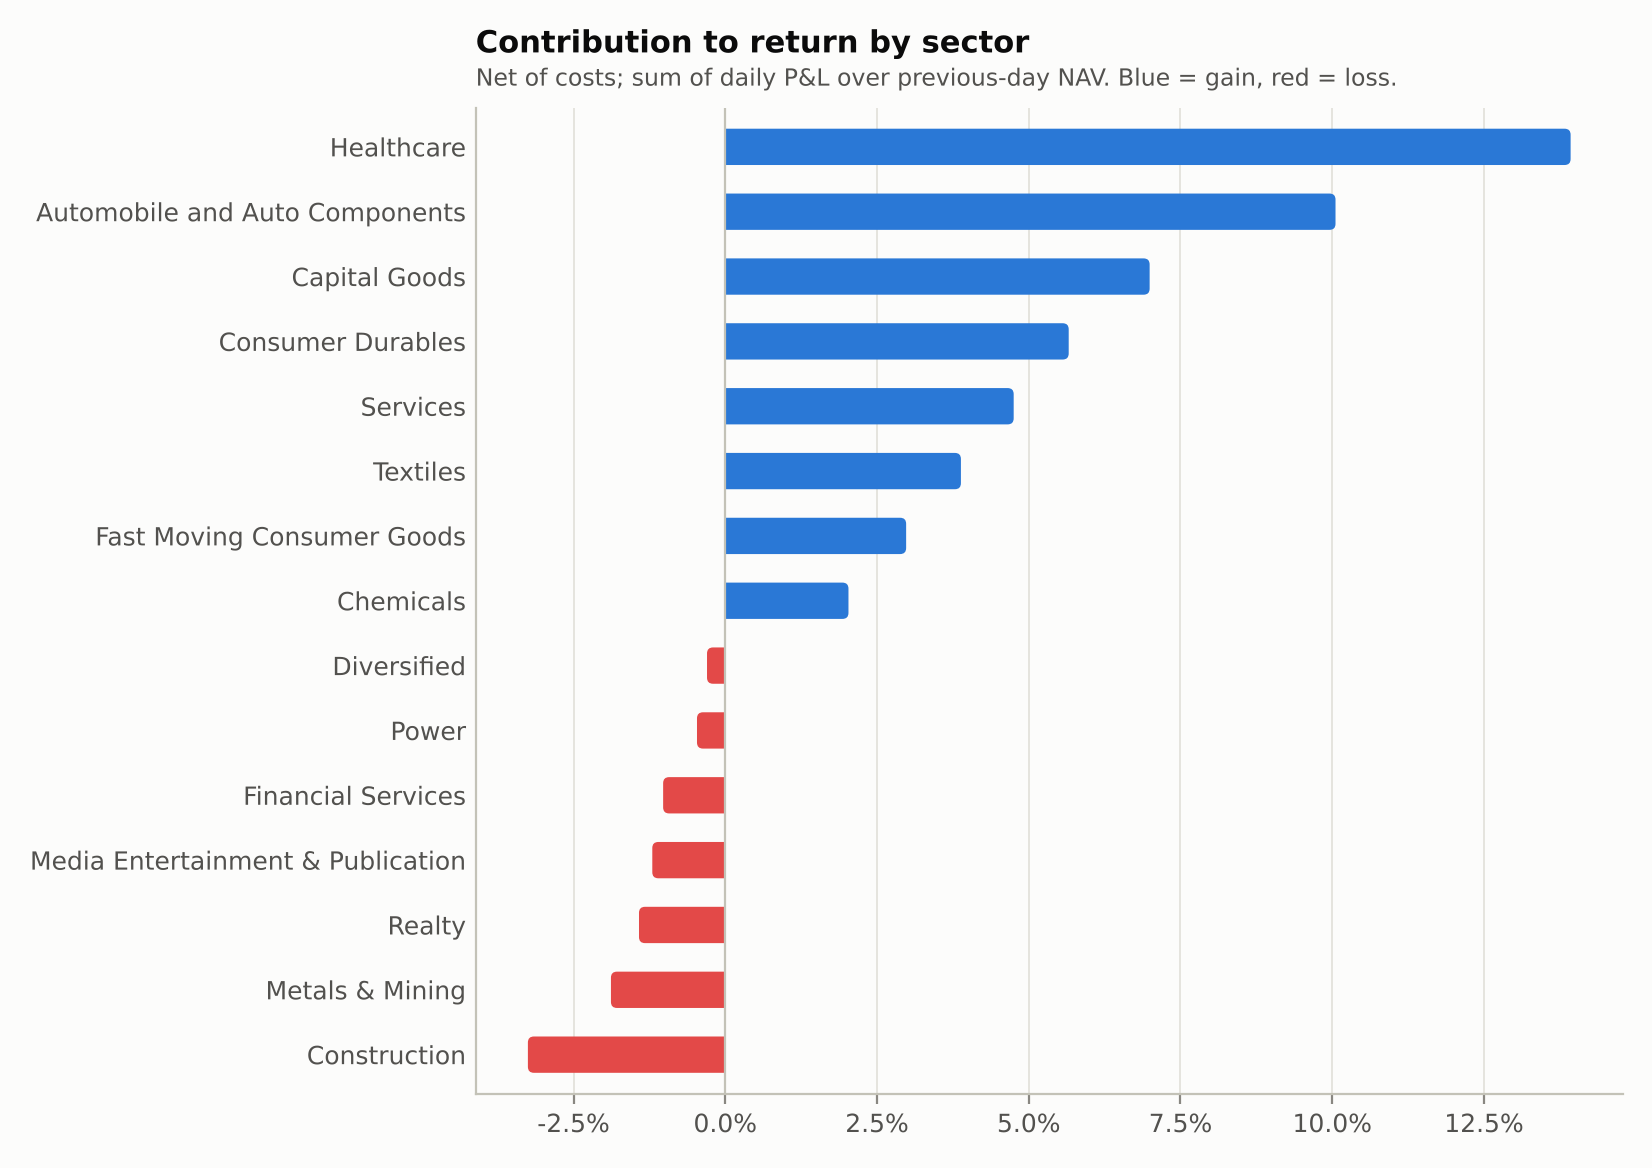 Contribution to return by sector
Net of costs; sum of daily P&L over previous-day NAV. Blue = gain, red = loss.
Healthcare
Automobile and Auto Components
Capital Goods
Consumer Durables
Services
Textiles
Fast Moving Consumer Goods
Chemicals
Diversified
Power
Financial Services
Media Entertainment & Publication
Realty
Metals & Mining
Construction
-2.5% 0.0% 2.5% 5.0% 7.5% 10.0% 12.5%